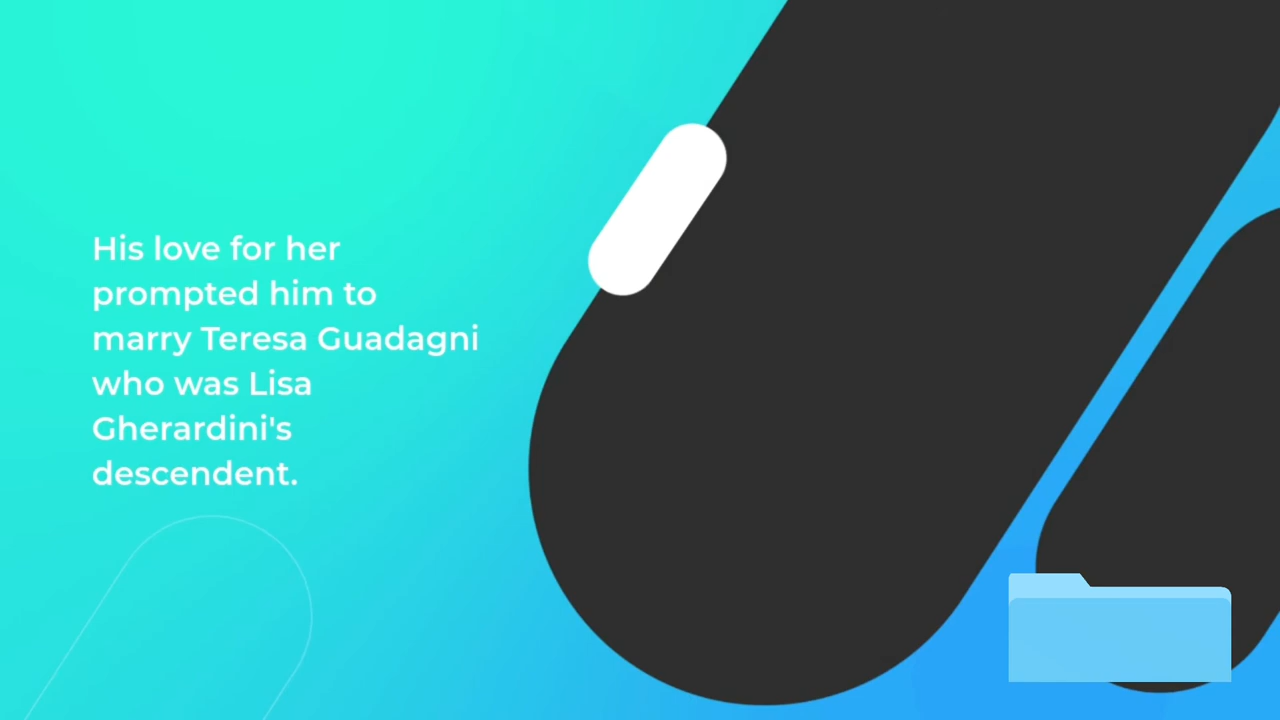 His love for her
prompted him to
marry Teresa Guadagni
who was Lisa
Gherardini's
descendent.